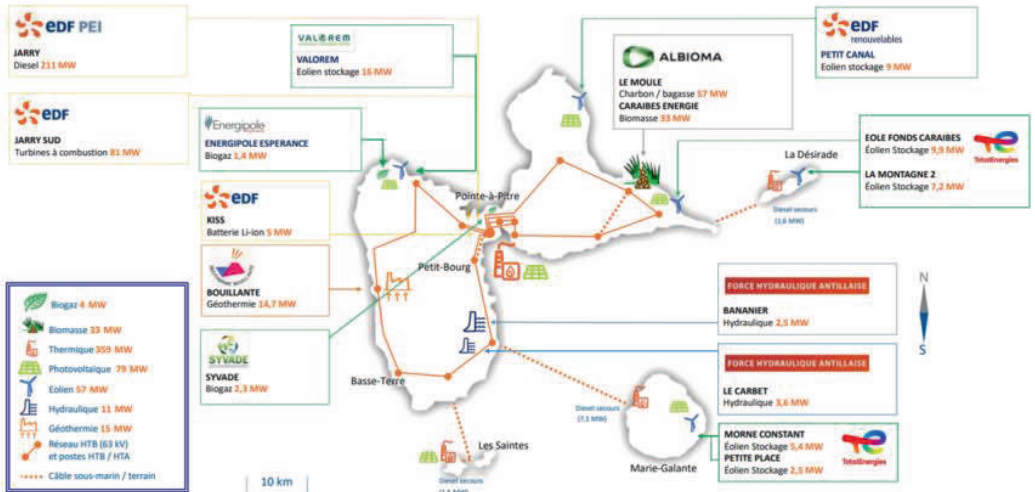 edf PEI
JARRY
Diesel 211 MW
edf
JARRY SUD
Turbines à combustion 81 MW
VALOREM
VALOREM
Eolien stockage 16 MW
Energipole
ENERGIPOLE ESPERANCE
Biogaz 1,4 MW
edf
KISS
Batterie Li-ion 5 MW
BOUILLANTE
Géothermie 14,7 MW
SYVADE
SYVADE
Biogaz 2,3 MW
ALBIOMA
LE MOULE
Charbon / bagasse 57 MW
CARAIBES ENERGIE
Biomasse 33 MW
edf
renouvelables
PETIT CANAL
Eolien stockage 9 MW
EOLE FONDS CARAIBES
Éolien Stockage 9,9 MW
LA MONTAGNE 2
Éolien Stockage 7,2 MW
TotalEnergies
La Désirade
Diesel secours
Pointe-à-Pitre
Petit-Bourg
Basse-Terre
Les Saintes
Diesel secours
Marie-Galante
Diesel secours
FORCE HYDRAULIQUE ANTILLAISE
BANANIER
Hydraulique 2,5 MW
FORCE HYDRAULIQUE ANTILLAISE
LE CARBET
Hydraulique 3,6 MW
MORNE CONSTANT
Éolien Stockage 5,4 MW
PETITE PLACE
Éolien Stockage 2,5 MW
TotalEnergies
N
S
Biogaz 4 MW
Biomasse 33 MW
Thermique 359 MW
Photovoltaïque 79 MW
Eolien 57 MW
Hydraulique 11 MW
Géothermie 15 MW
Réseau HTB (63 kV)
et postes HTB / HTA
Câble sous-marin / terrain
10 km